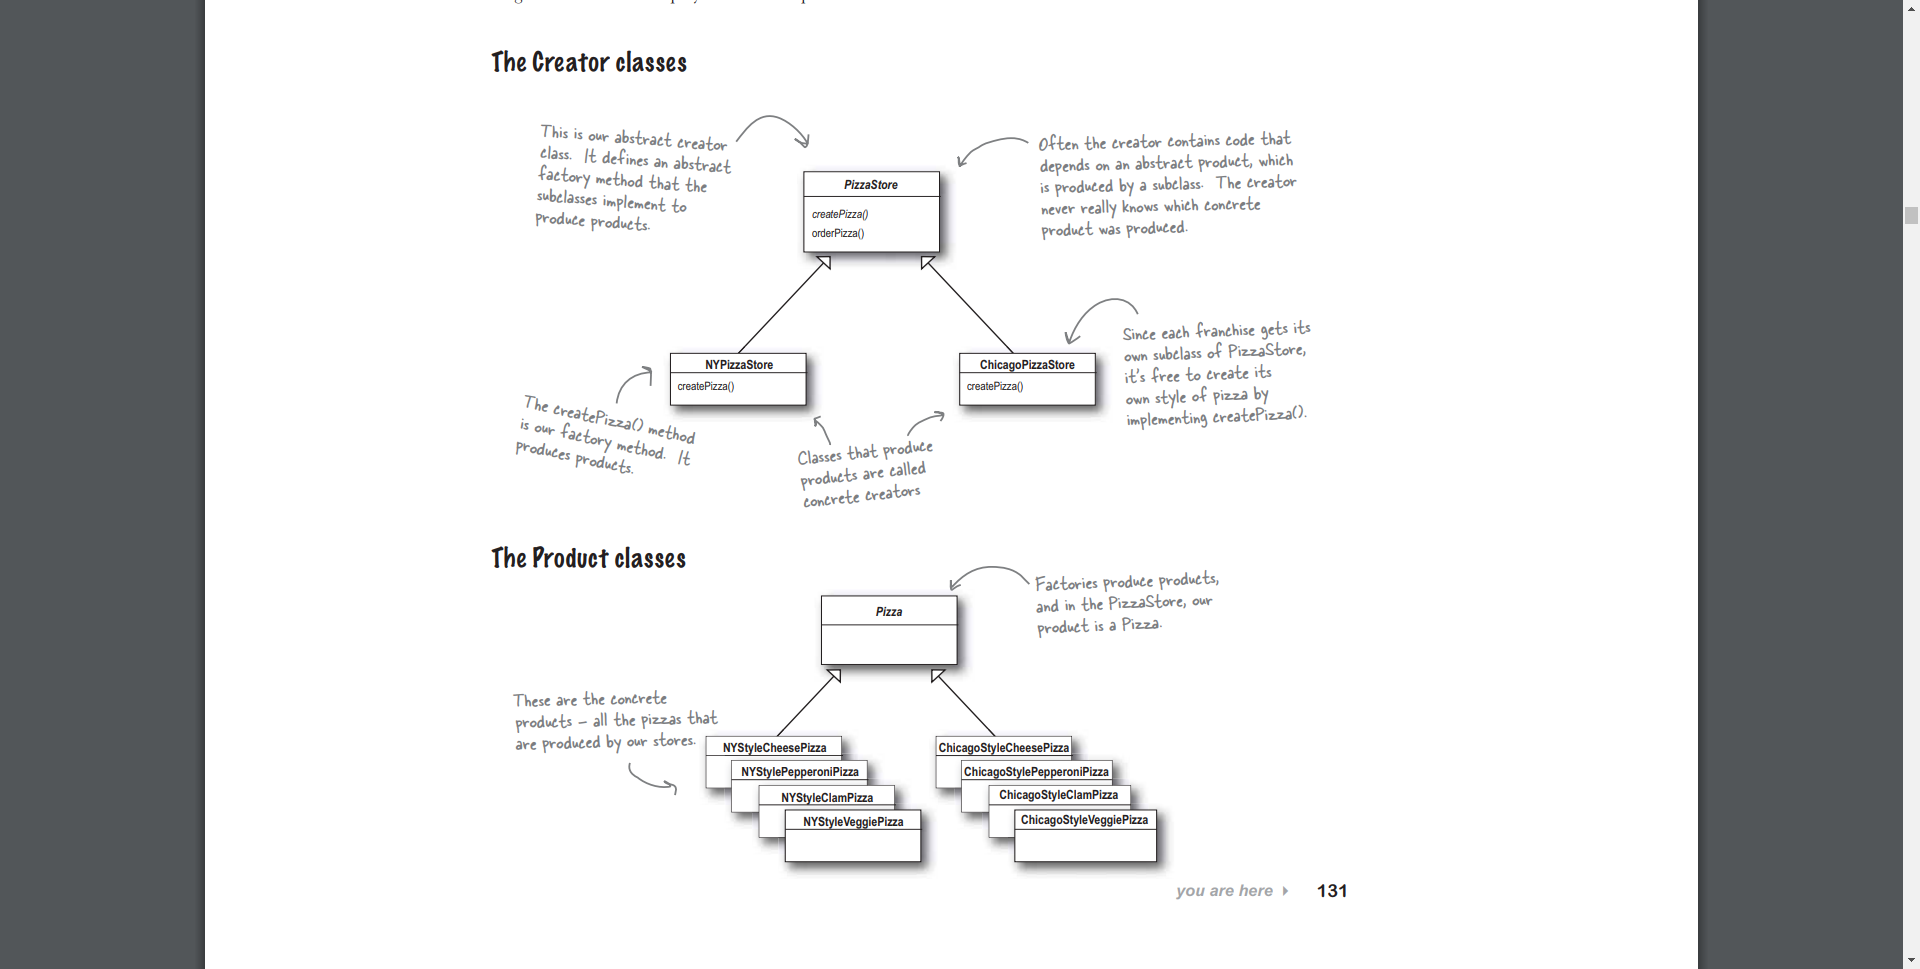 The Creator classes
This is our abstract creator
class. It defines an abstract
factory method that the
subclasses implement to
produce products.
Often the creator contains code that
depends on an abstract product, which
is produced by a subclass. The creator
never really knows which concrete
product was produced.
PizzaStore
createPizza()
orderPizza()
NYPizzaStore
createPizza()
ChicagoPizzaStore
createPizza()
Since each franchise gets its
own subclass of PizzaStore,
it's free to create its
own style of pizza by
implementing createPizza().
The createPizza() method
is our factory method. It
produces products.
Classes that produce
products are called
concrete creators
The Product classes
Factories produce products,
and in the PizzaStore, our
product is a Pizza.
Pizza
These are the concrete
products – all the pizzas that
are produced by our stores.
NYStyleCheesePizza
NYStylePepperoniPizza
NYStyleClamPizza
NYStyleVeggiePizza
ChicagoStyleCheesePizza
ChicagoStylePepperoniPizza
ChicagoStyleClamPizza
ChicagoStyleVeggiePizza
you are here 131